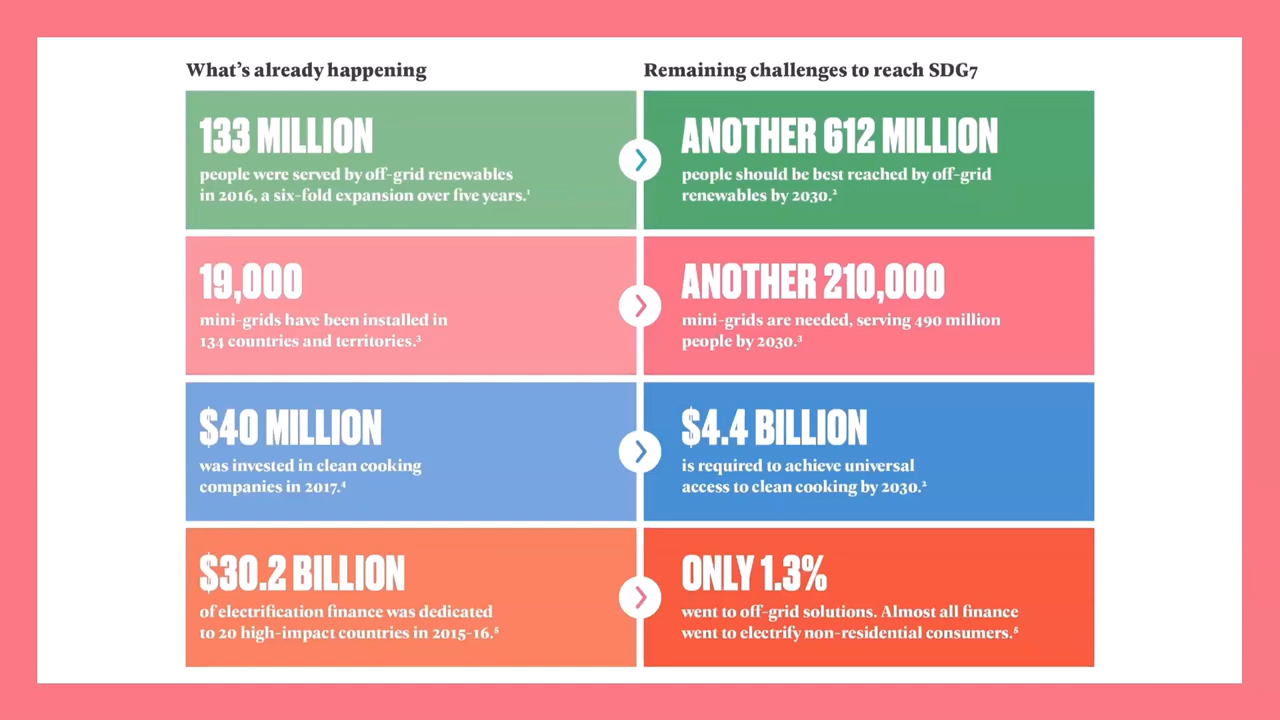 What's already happening
133 MILLION
people were served by off-grid renewables
in 2016, a six-fold expansion over five years.¹
19,000
mini-grids have been installed in
134 countries and territories.³
$40 MILLION
was invested in clean cooking
companies in 2017.⁴
$30.2 BILLION
of electrification finance was dedicated
to 20 high-impact countries in 2015-16.⁵
Remaining challenges to reach SDG7
ANOTHER 612 MILLION
people should be best reached by off-grid
renewables by 2030.²
ANOTHER 210,000
mini-grids are needed, serving 490 million
people by 2030.³
$4.4 BILLION
is required to achieve universal
access to clean cooking by 2030.²
ONLY 1.3%
went to off-grid solutions. Almost all finance
went to electrify non-residential consumers.⁵